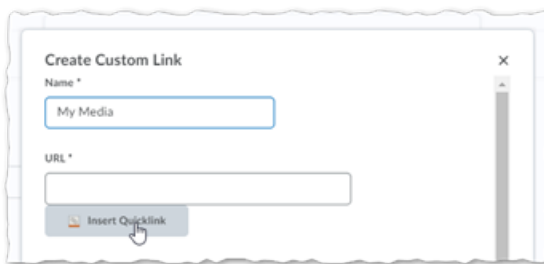 Create Custom Link
Name *
My Media
URL *
Insert Quicklink